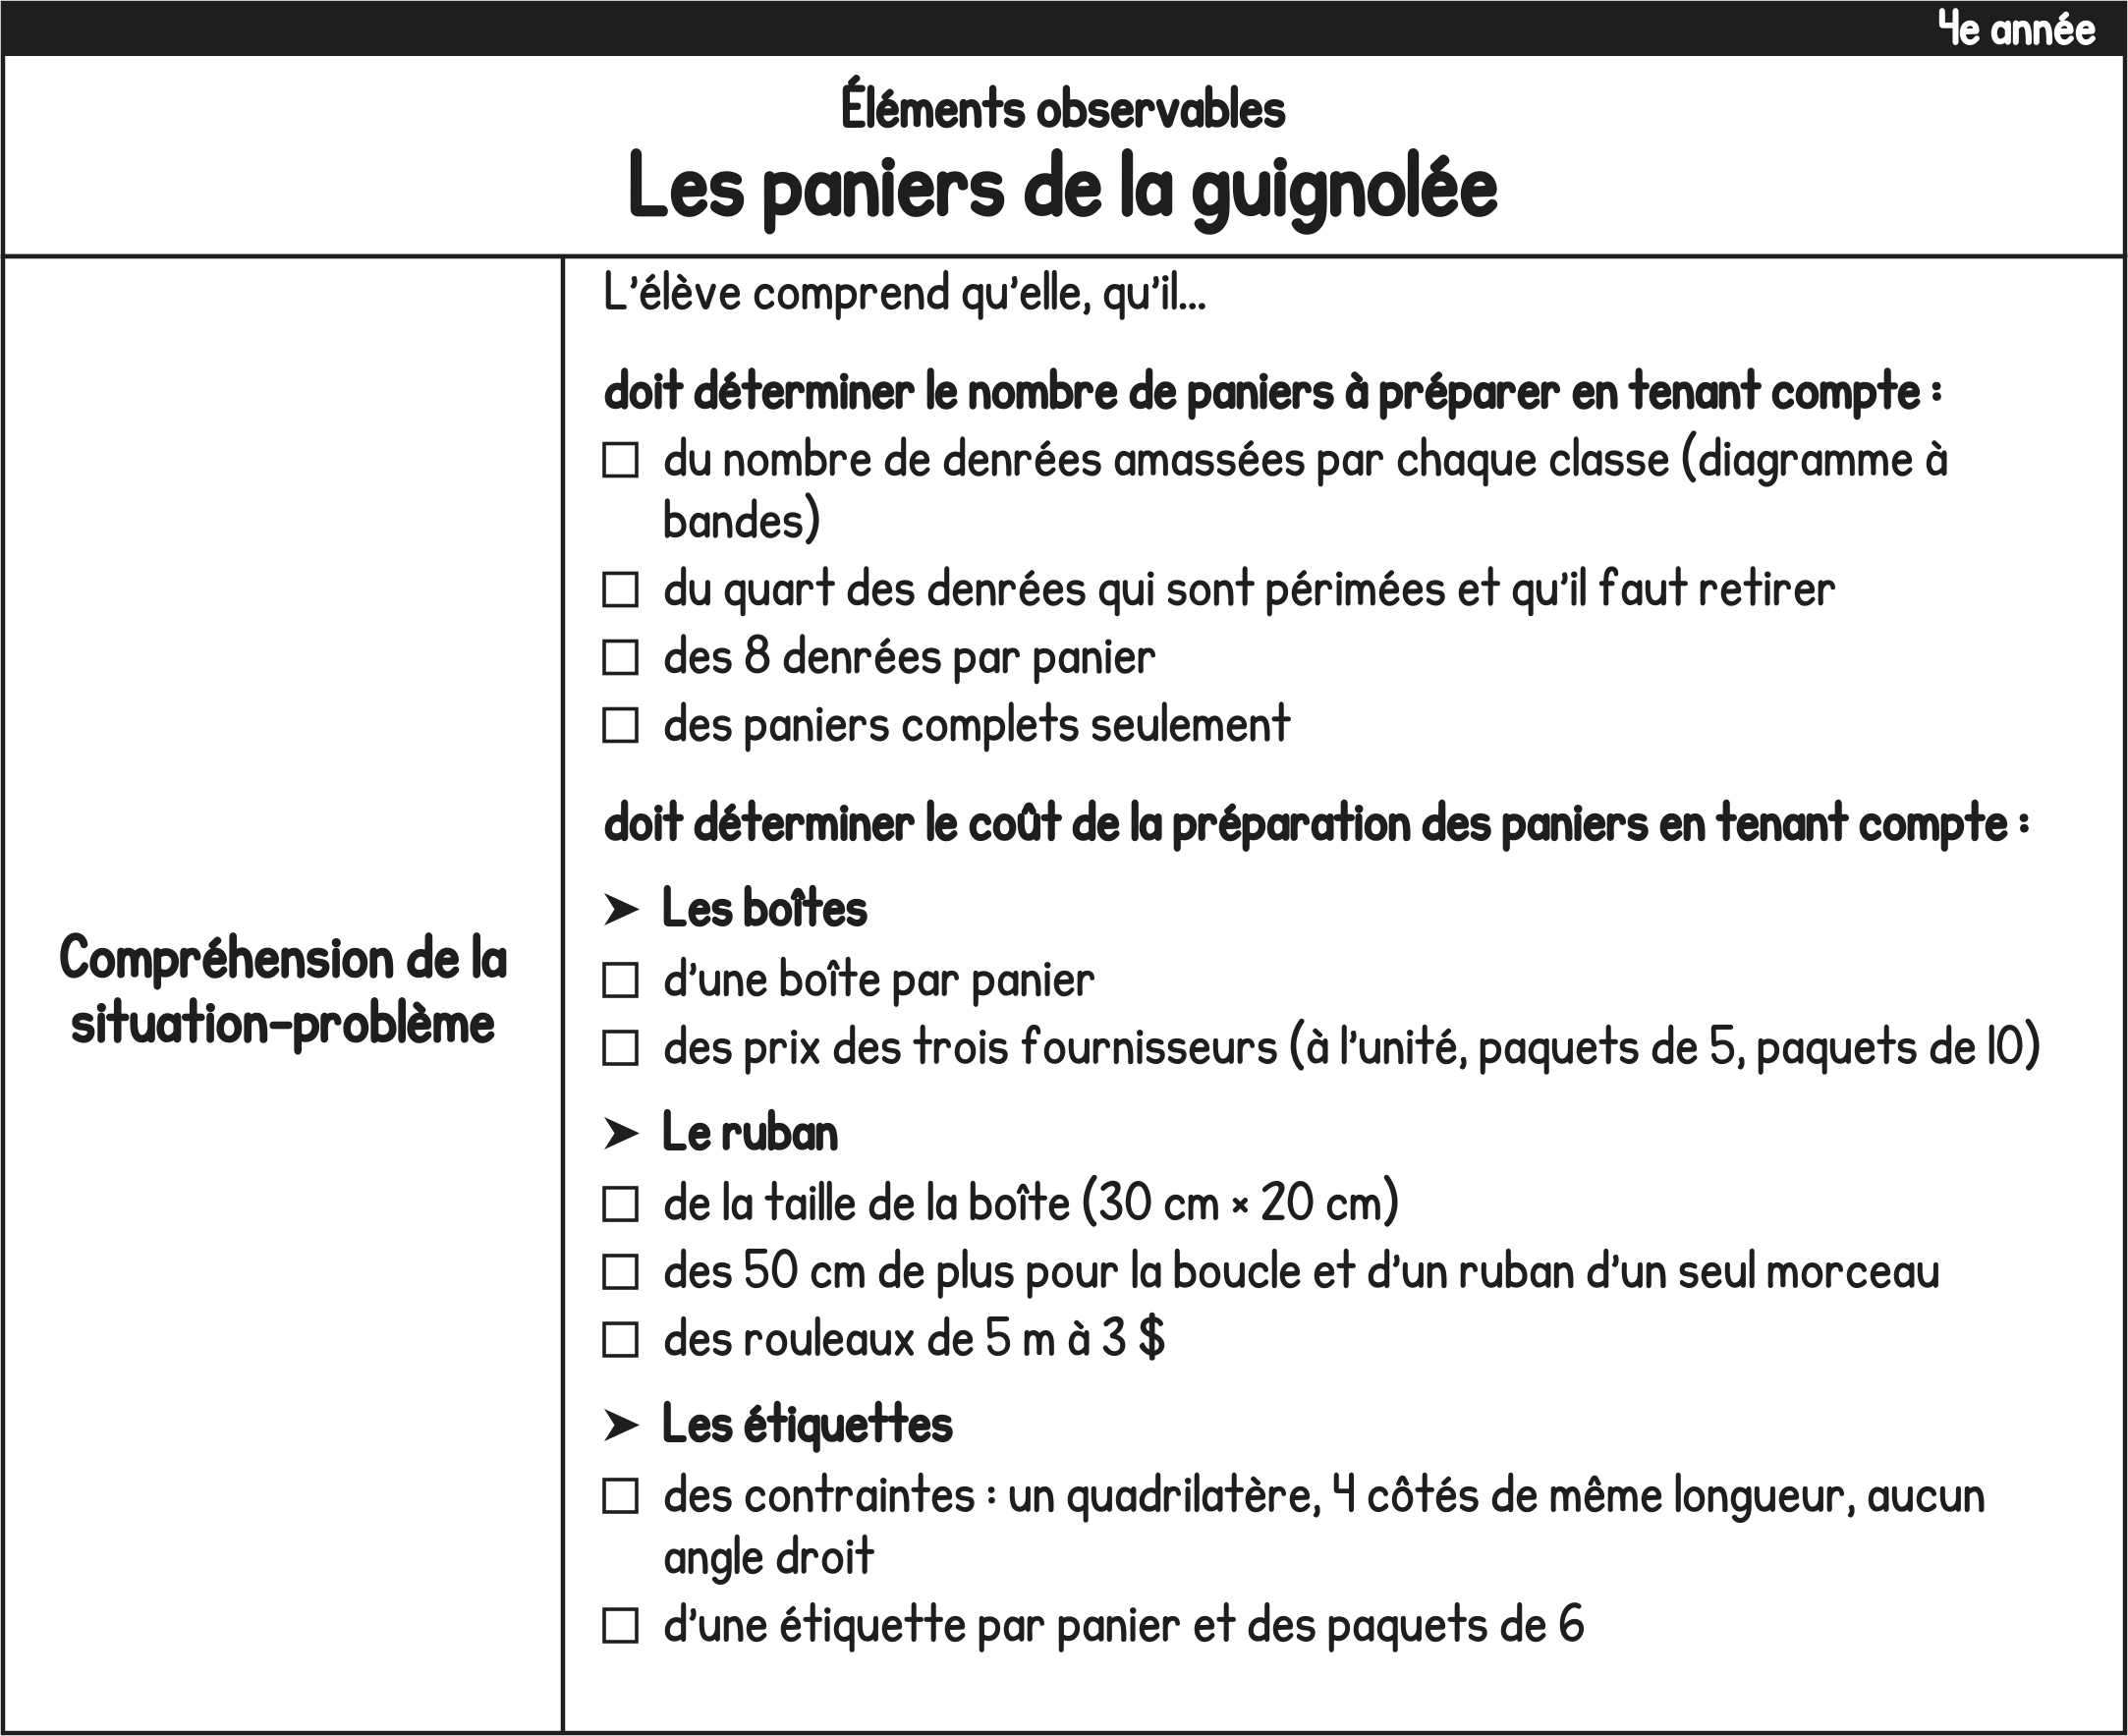 4e année
Éléments observables
Les paniers de la guignolée
Compréhension de la
situation-problème
L'élève comprend qu'elle, qu'il...
doit déterminer le nombre de paniers à préparer en tenant compte :
du nombre de denrées amassées par chaque classe (diagramme à
bandes)
du quart des denrées qui sont périmées et qu'il faut retirer
des 8 denrées par panier
des paniers complets seulement
doit déterminer le coût de la préparation des paniers en tenant compte :
➤ Les boîtes
d'une boîte par panier
des prix des trois fournisseurs (à l'unité, paquets de 5, paquets de 10)
➤ Le ruban
de la taille de la boîte (30 cm × 20 cm)
des 50 cm de plus pour la boucle et d'un ruban d'un seul morceau
des rouleaux de 5 m à 3 $
➤ Les étiquettes
des contraintes : un quadrilatère, 4 côtés de même longueur, aucun
angle droit
d'une étiquette par panier et des paquets de 6